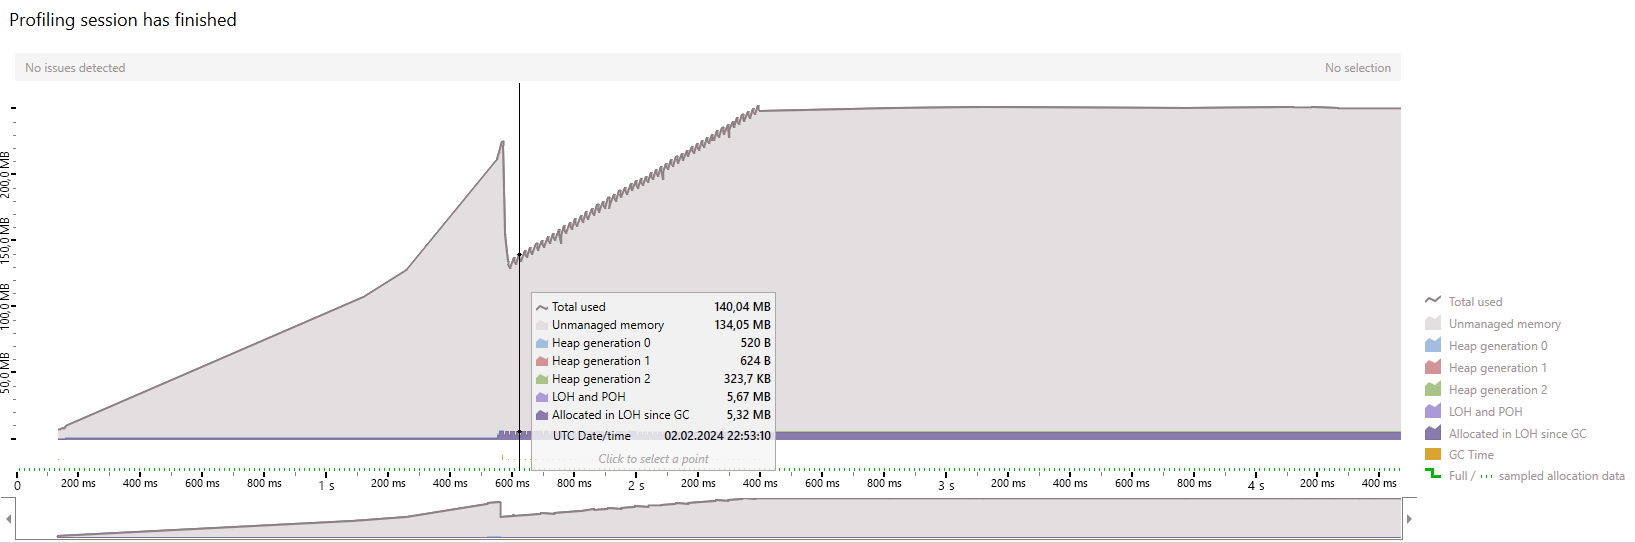 Profiling session has finished
No issues detected No selection
200,0 MB
150,0 MB
100,0 MB
50,0 MB
Total used 140,04 MB
Unmanaged memory 134,05 MB
Heap generation 0 520 B
Heap generation 1 624 B
Heap generation 2 323,7 KB
LOH and POH 5,67 MB
Allocated in LOH since GC 5,32 MB
UTC Date/time 02.02.2024 22:53:10
Click to select a point
Total used
Unmanaged memory
Heap generation 0
Heap generation 1
Heap generation 2
LOH and POH
Allocated in LOH since GC
GC Time
Full / sampled allocation data
0 200 ms 400 ms 600 ms 800 ms 1 s 200 ms 400 ms 600 ms 800 ms 2 s 200 ms 400 ms 600 ms 800 ms 3 s 200 ms 400 ms 600 ms 800 ms 4 s 200 ms 400 ms